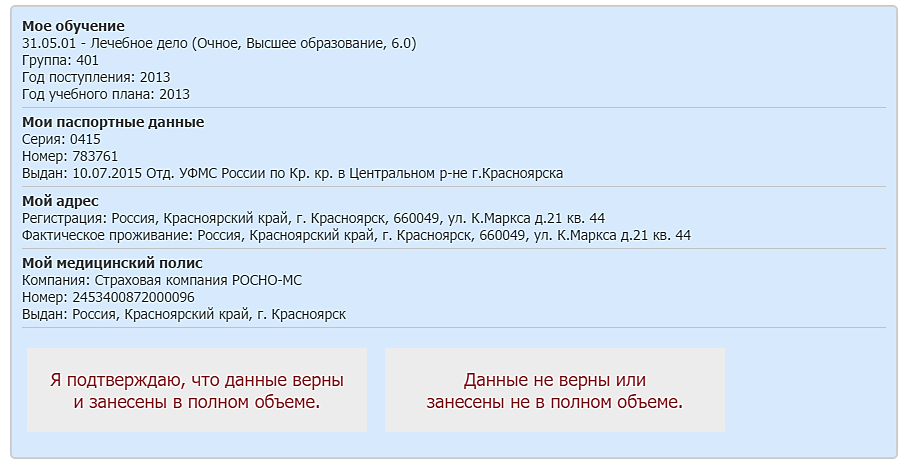 Мое обучение
31.05.01 - Лечебное дело (Очное, Высшее образование, 6.0)
Группа: 401
Год поступления: 2013
Год учебного плана: 2013
Мои паспортные данные
Серия: 0415
Номер: 783761
Выдан: 10.07.2015 Отд. УФМС России по Кр. кр. в Центральном р-не г.Красноярска
Мой адрес
Регистрация: Россия, Красноярский край, г. Красноярск, 660049, ул. К.Маркса д.21 кв. 44
Фактическое проживание: Россия, Красноярский край, г. Красноярск, 660049, ул. К.Маркса д.21 кв. 44
Мой медицинский полис
Компания: Страховая компания РОСНО-МС
Номер: 2453400872000096
Выдан: Россия, Красноярский край, г. Красноярск
Я подтверждаю, что данные верны
и занесены в полном объеме.
Данные не верны или
занесены не в полном объеме.